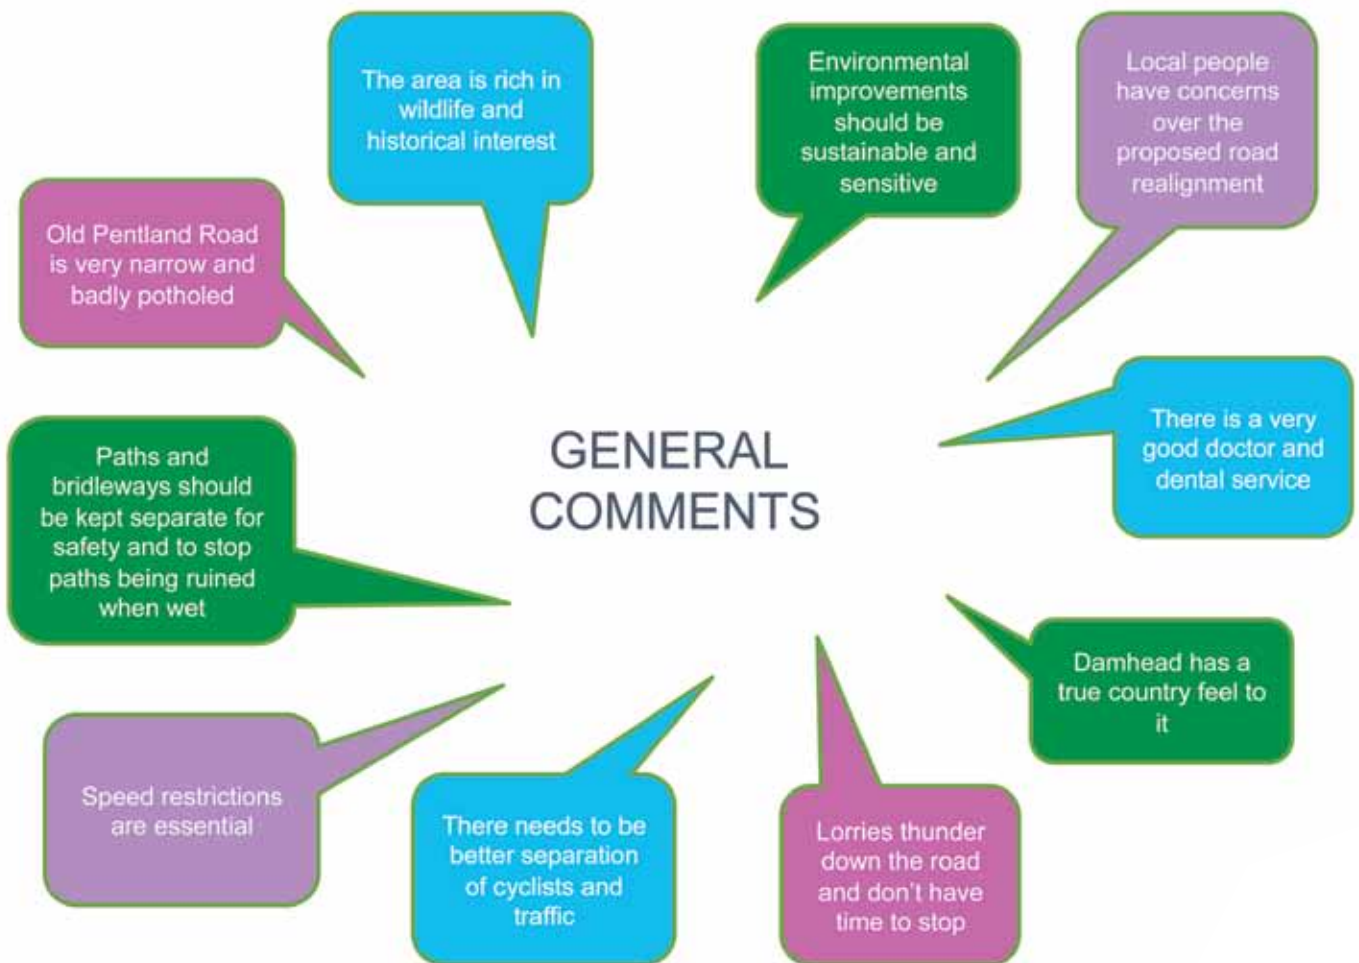 The area is rich in
wildlife and
historical interest
Environmental
improvements
should be
sustainable and
sensitive
Local people
have concerns
over the
proposed road
realignment
Old Pentland Road
is very narrow and
badly potholed
GENERAL
COMMENTS
There is a very
good doctor and
dental service
Paths and
bridleways should
be kept separate for
safety and to stop
paths being ruined
when wet
Damhead has a
true country feel to
it
Speed restrictions
are essential
There needs to be
better separation
of cyclists and
traffic
Lorries thunder
down the road
and don't have
time to stop